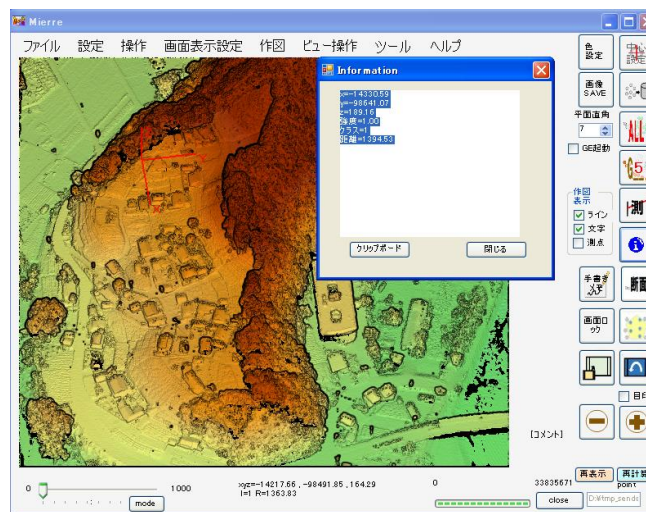 Mierre
ファイル 設定 操作 画面表示設定 作図 ビュー操作 ツール ヘルプ
Information
x=-14330.59
y=-98641.07
z=189.16
強度=1.00
クラス=1
距離=1394.53
クリップボード 閉じる
色設定
画像SAVE
平面直角
7
ALL
GE起動
5
作図表示
ライン
文字
測点
測
手書き
断面
画面ロック
目印
[コメント]
再表示 再計算
0 1000
mode
xyz=-14217.66 , -98491.85 , 164.29
I=1 R=1363.83
0
33835671 point
close